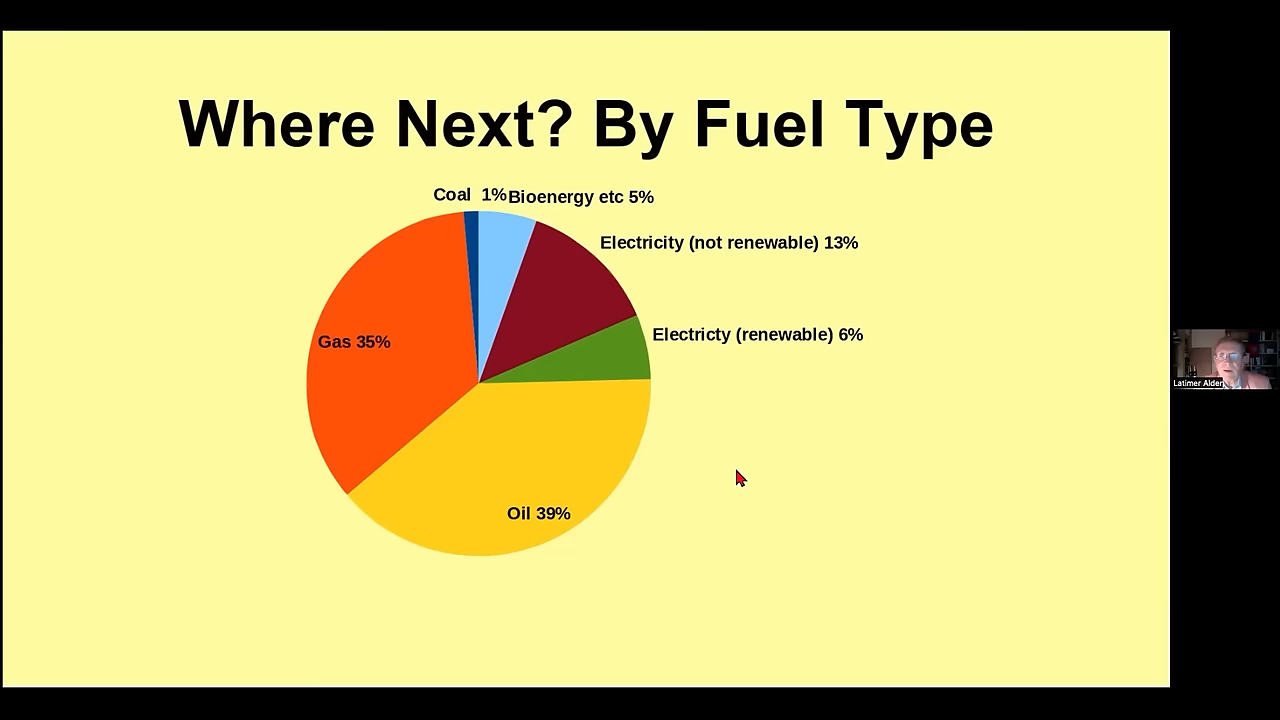 Where Next? By Fuel Type
Coal 1%
Bioenergy etc 5%
Electricity (not renewable) 13%
Electricty (renewable) 6%
Gas 35%
Oil 39%
Latimer Alder